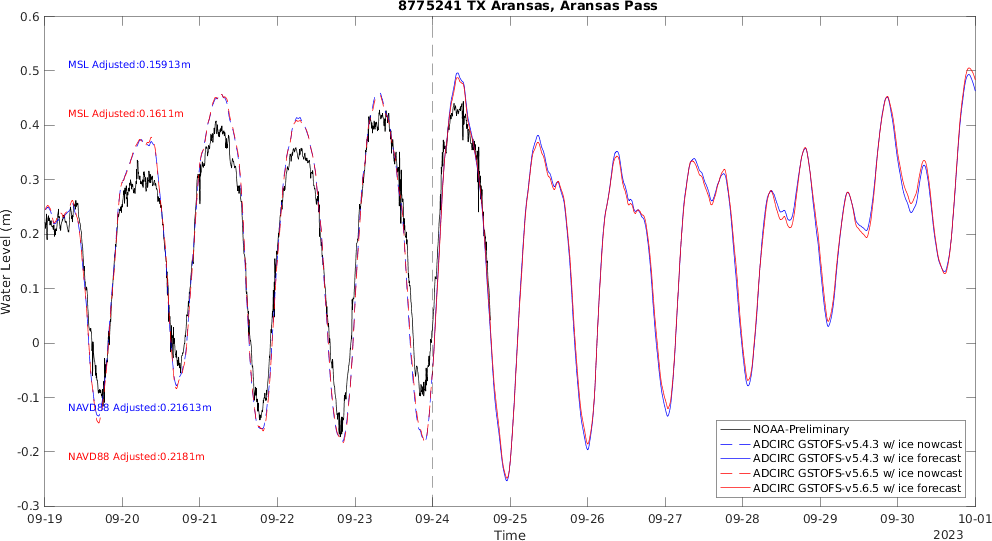 8775241 TX Aransas, Aransas Pass
0.6
0.5
0.4
0.3
0.2
0.1
0
-0.1
-0.2
-0.3
Water Level (m)
MSL Adjusted:0.15913m
MSL Adjusted:0.1611m
NAVD88 Adjusted:0.21613m
NAVD88 Adjusted:0.2181m
NOAA-Preliminary
ADCIRC GSTOFS-v5.4.3 w/ ice nowcast
ADCIRC GSTOFS-v5.4.3 w/ ice forecast
ADCIRC GSTOFS-v5.6.5 w/ ice nowcast
ADCIRC GSTOFS-v5.6.5 w/ ice forecast
09-19 09-20 09-21 09-22 09-23 09-24 09-25 09-26 09-27 09-28 09-29 09-30 10-01
Time
2023